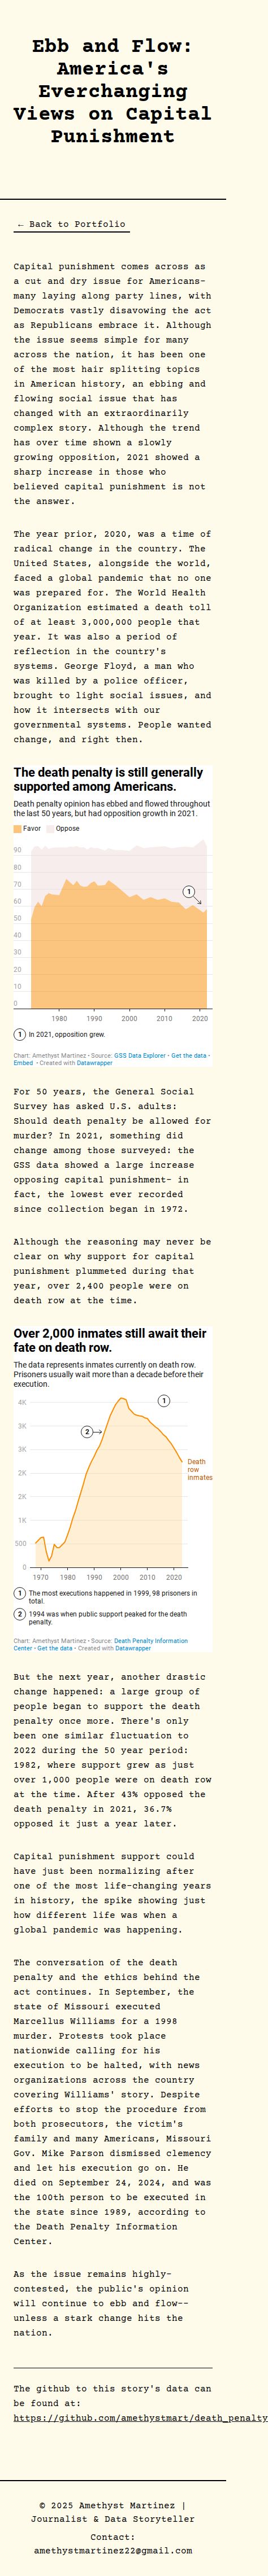 Ebb and Flow:
America's
Everchanging
Views on Capital
Punishment
← Back to Portfolio
Capital punishment comes across as
a cut and dry issue for Americans–
many laying along party lines, with
Democrats vastly disavowing the act
as Republicans embrace it. Although
the issue seems simple for many
across the nation, it has been one
of the most hair splitting topics
in American history, an ebbing and
flowing social issue that has
changed with an extraordinarily
complex story. Although the trend
has over time shown a slowly
growing opposition, 2021 showed a
sharp increase in those who
believed capital punishment is not
the answer.
The year prior, 2020, was a time of
radical change in the country. The
United States, alongside the world,
faced a global pandemic that no one
was prepared for. The World Health
Organization estimated a death toll
of at least 3,000,000 people that
year. It was also a period of
reflection in the country's
systems. George Floyd, a man who
was killed by a police officer,
brought to light social issues, and
how it intersects with our
governmental systems. People wanted
change, and right then.
The death penalty is still generally
supported among Americans.
Death penalty opinion has ebbed and flowed throughout
the last 50 years, but had opposition growth in 2021.
Favor Oppose
90
80
70
60
50
40
30
20
10
0
1
1980 1990 2000 2010 2020
1 In 2021, opposition grew.
Chart: Amethyst Martinez • Source: GSS Data Explorer • Get the data •
Embed • Created with Datawrapper
For 50 years, the General Social
Survey has asked U.S. adults:
Should death penalty be allowed for
murder? In 2021, something did
change among those surveyed: the
GSS data showed a large increase
opposing capital punishment– in
fact, the lowest ever recorded
since collection began in 1972.
Although the reasoning may never be
clear on why support for capital
punishment plummeted during that
year, over 2,400 people were on
death row at the time.
Over 2,000 inmates still await their
fate on death row.
The data represents inmates currently on death row.
Prisoners usually wait more than a decade before their
execution.
4K
3K
3K
2K
2K
1K
500
0
1
2
Death
row
inmates
1970 1980 1990 2000 2010 2020
1 The most executions happened in 1999, 98 prisoners in
total.
2 1994 was when public support peaked for the death
penalty.
Chart: Amethyst Martinez • Source: Death Penalty Information
Center • Get the data • Created with Datawrapper
But the next year, another drastic
change happened: a large group of
people began to support the death
penalty once more. There's only
been one similar fluctuation to
2022 during the 50 year period:
1982, where support grew as just
over 1,000 people were on death row
at the time. After 43% opposed the
death penalty in 2021, 36.7%
opposed it just a year later.
Capital punishment support could
have just been normalizing after
one of the most life-changing years
in history, the spike showing just
how different life was when a
global pandemic was happening.
The conversation of the death
penalty and the ethics behind the
act continues. In September, the
state of Missouri executed
Marcellus Williams for a 1998
murder. Protests took place
nationwide calling for his
execution to be halted, with news
organizations across the country
covering Williams' story. Despite
efforts to stop the procedure from
both prosecutors, the victim's
family and many Americans, Missouri
Gov. Mike Parson dismissed clemency
and let his execution go on. He
died on September 24, 2024, and was
the 100th person to be executed in
the state since 1989, according to
the Death Penalty Information
Center.
As the issue remains highly-
contested, the public's opinion
will continue to ebb and flow--
unless a stark change hits the
nation.
The github to this story's data can
be found at:
https://github.com/amethystmart/death_penalty
© 2025 Amethyst Martinez |
Journalist & Data Storyteller
Contact:
amethystmartinez22@gmail.com